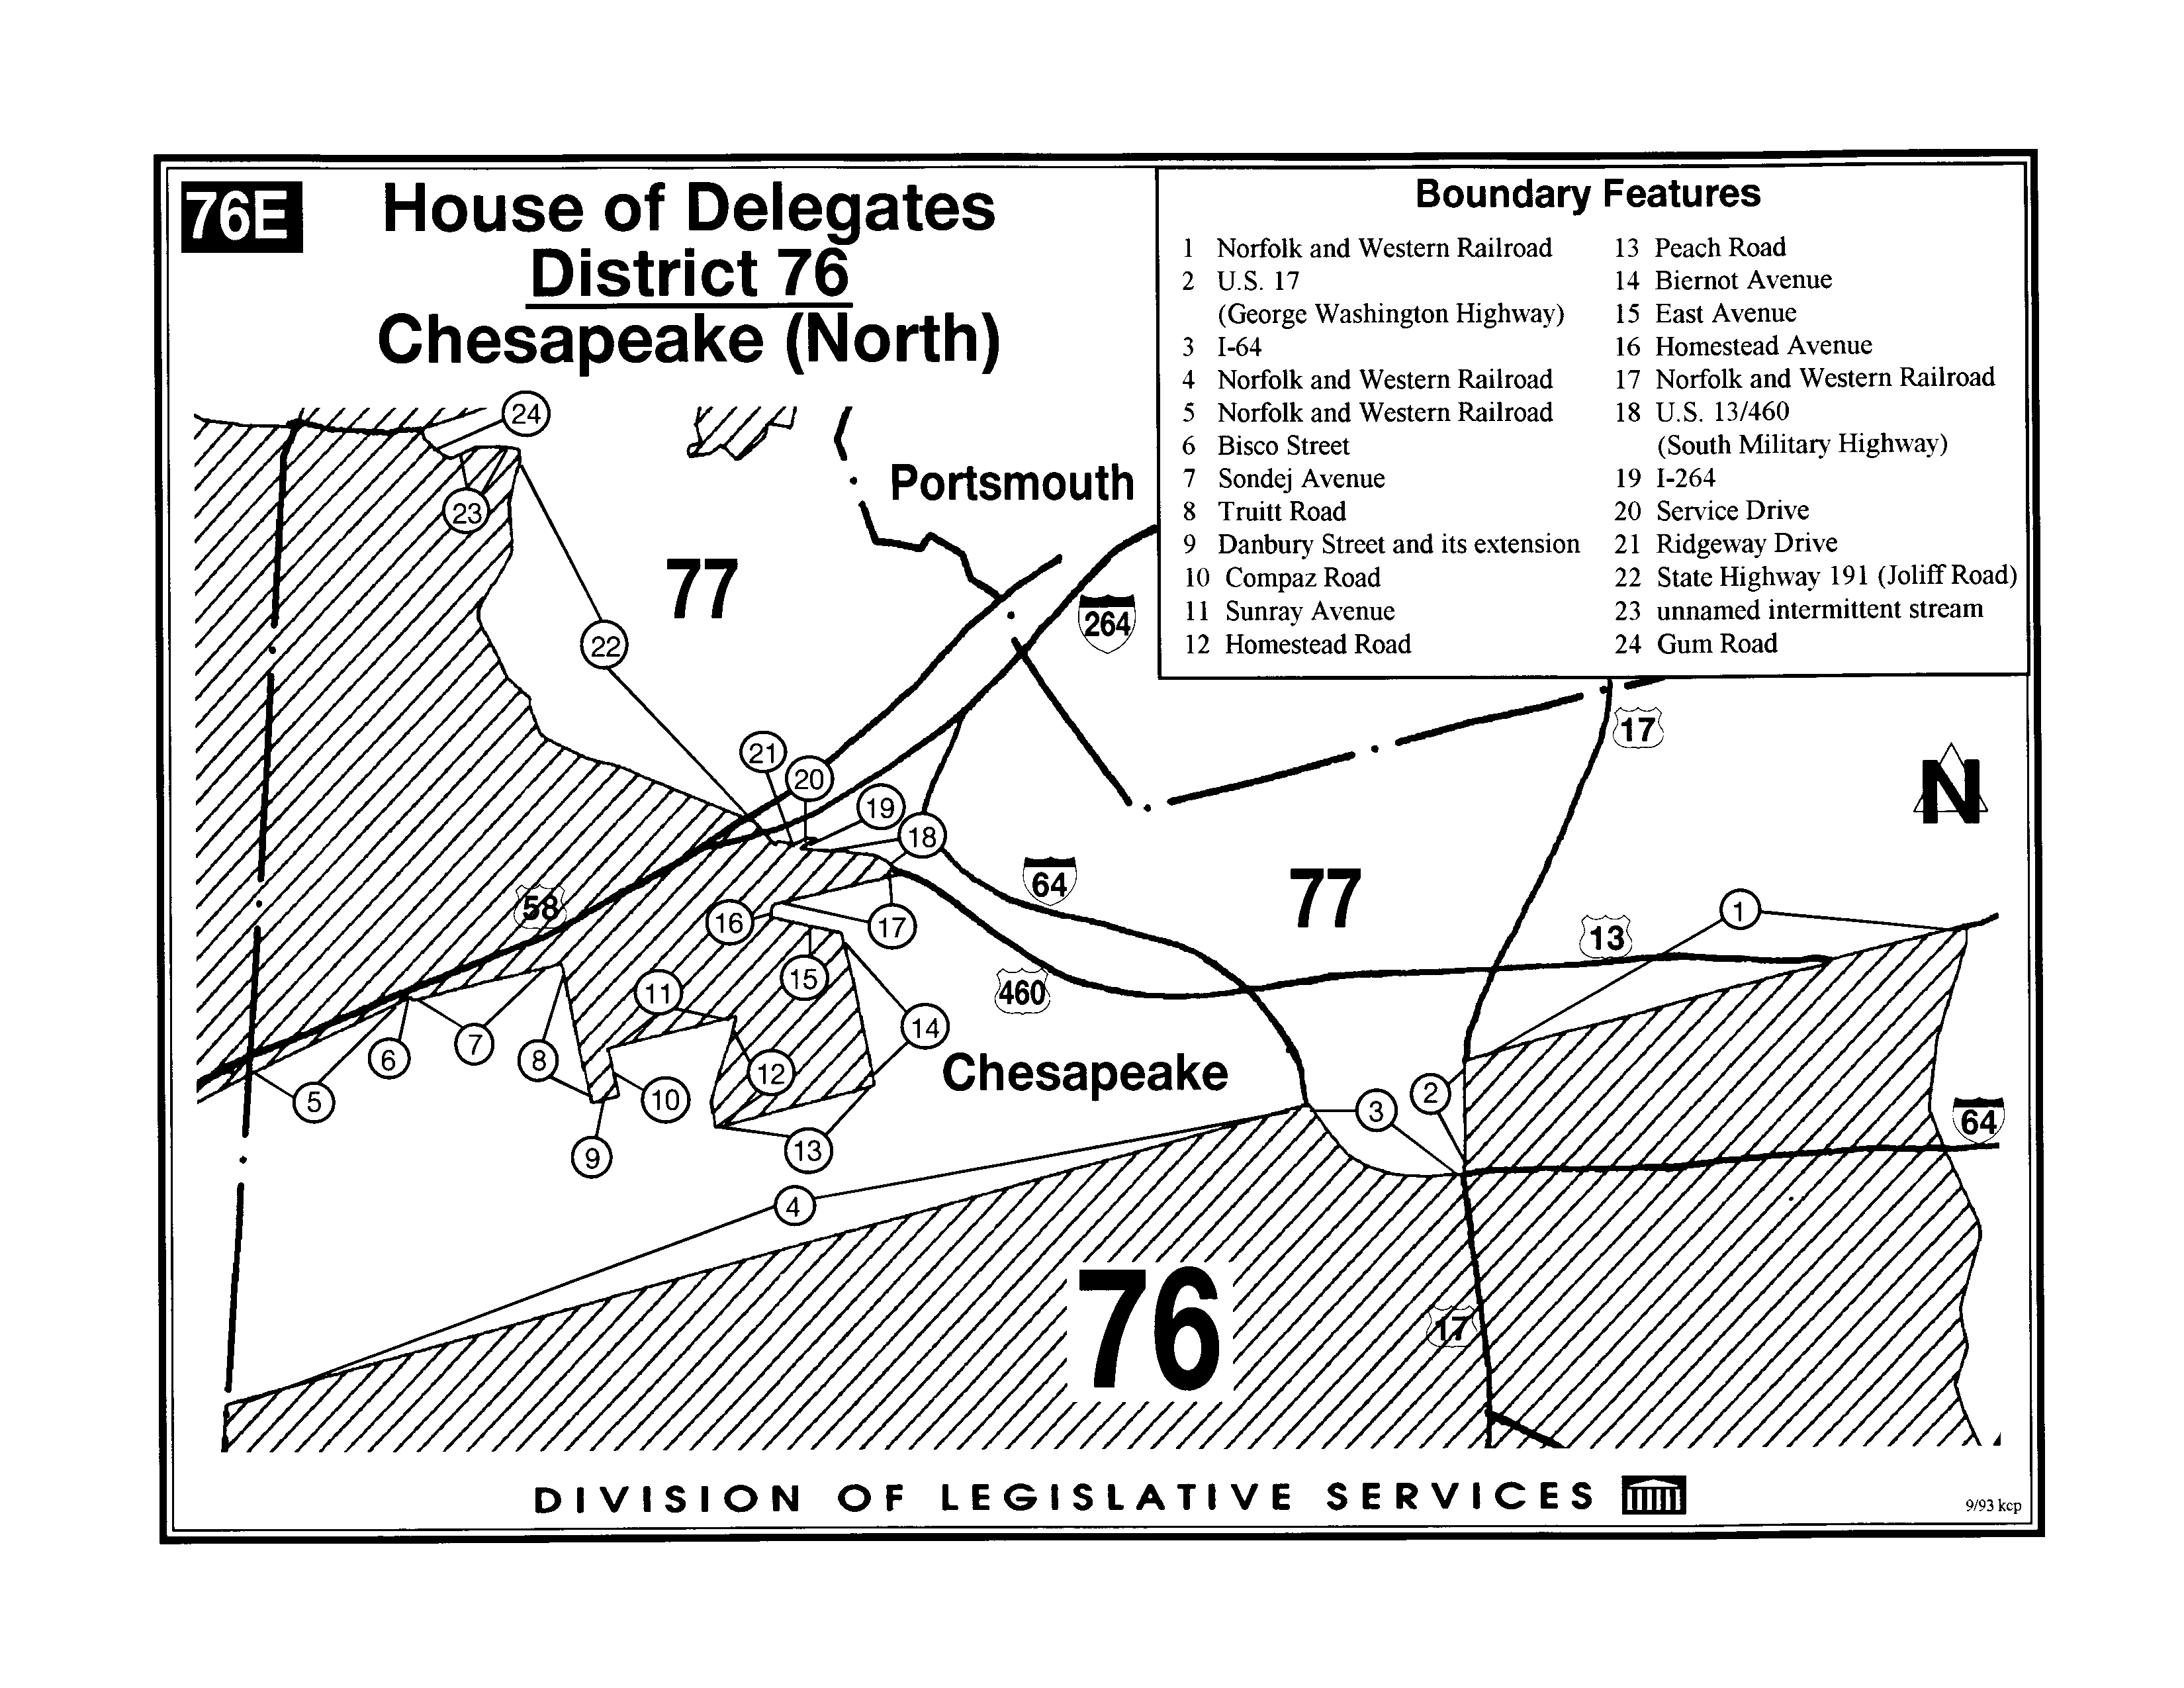 76E
House of Delegates
District 76
Chesapeake (North)
Boundary Features
1 Norfolk and Western Railroad
2 U.S. 17
(George Washington Highway)
3 I-64
4 Norfolk and Western Railroad
5 Norfolk and Western Railroad
6 Bisco Street
7 Sondej Avenue
8 Truitt Road
9 Danbury Street and its extension
10 Compaz Road
11 Sunray Avenue
12 Homestead Road
13 Peach Road
14 Biernot Avenue
15 East Avenue
16 Homestead Avenue
17 Norfolk and Western Railroad
18 U.S. 13/460
(South Military Highway)
19 I-264
20 Service Drive
21 Ridgeway Drive
22 State Highway 191 (Joliff Road)
23 unnamed intermittent stream
24 Gum Road
24
Portsmouth
23
77
264
22
17
21
20
N
19
18
64
77
58
16
17
1
13
15
11
460
14
7
6
8
12
Chesapeake
5
10
2
3
64
13
9
4
76
17
DIVISION OF LEGISLATIVE SERVICES
9/93 kcp